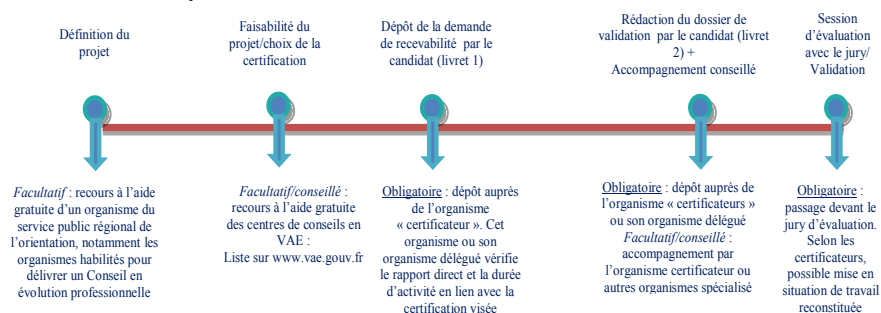 Définition du
projet
Faisabilité du
projet/choix de la
certification
Dépôt de la demande
de recevabilité par le
candidat (livret 1)
Rédaction du dossier de
validation par le candidat (livret
2) +
Accompagnement conseillé
Session
d’évaluation
avec le jury/
Validation
Facultatif : recours à l’aide
gratuite d’un organisme du
service public régional de
l’orientation, notamment les
organismes habilités pour
délivrer un Conseil en
évolution professionnelle
Facultatif/conseillé :
recours à l’aide gratuite
des centres de conseils en
VAE :
Liste sur www.vae.gouv.fr
Obligatoire : dépôt auprès
de l’organisme
« certificateur ». Cet
organisme ou son
organisme délégué vérifie
le rapport direct et la durée
d’activité en lien avec la
certification visée
Obligatoire : dépôt auprès de
l’organisme « certificateurs »
ou son organisme délégué
Facultatif/conseillé :
accompagnement par
l’organisme certificateur ou
autres organismes spécialisé
Obligatoire :
passage devant le
jury d’évaluation.
Selon les
certificateurs,
possible mise en
situation de travail
reconstituée